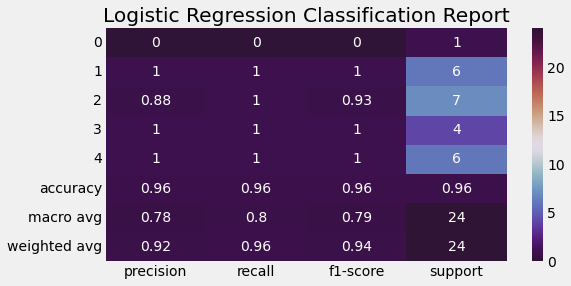 Logistic Regression Classification Report
0 0 0 0 1
1 1 1 1 6
2 0.88 1 0.93 7
3 1 1 1 4
4 1 1 1 6
accuracy 0.96 0.96 0.96 0.96
macro avg 0.78 0.8 0.79 24
weighted avg 0.92 0.96 0.94 24
precision recall f1-score support
20
15
10
5
0